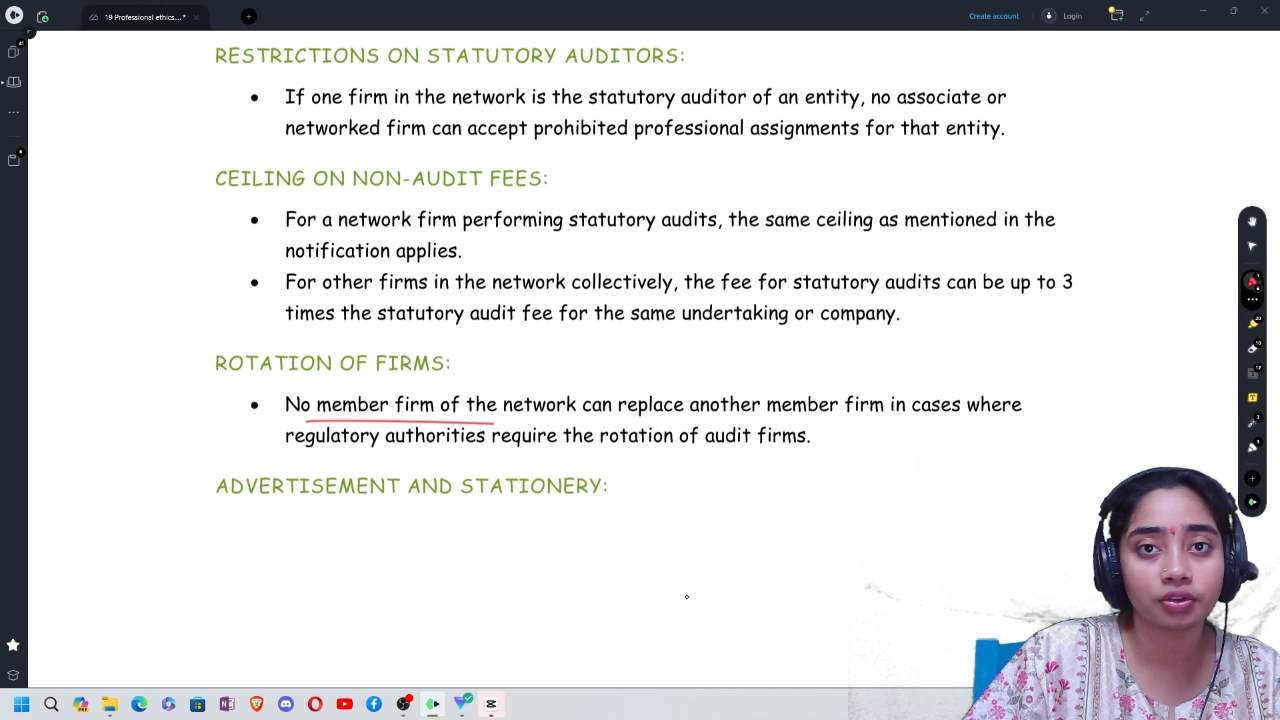 19 Professional ethics....*
Create account
Login
RESTRICTIONS ON STATUTORY AUDITORS:
• If one firm in the network is the statutory auditor of an entity, no associate or
networked firm can accept prohibited professional assignments for that entity.
CEILING ON NON-AUDIT FEES:
• For a network firm performing statutory audits, the same ceiling as mentioned in the
notification applies.
• For other firms in the network collectively, the fee for statutory audits can be up to 3
times the statutory audit fee for the same undertaking or company.
ROTATION OF FIRMS:
• No member firm of the network can replace another member firm in cases where
regulatory authorities require the rotation of audit firms.
ADVERTISEMENT AND STATIONERY: